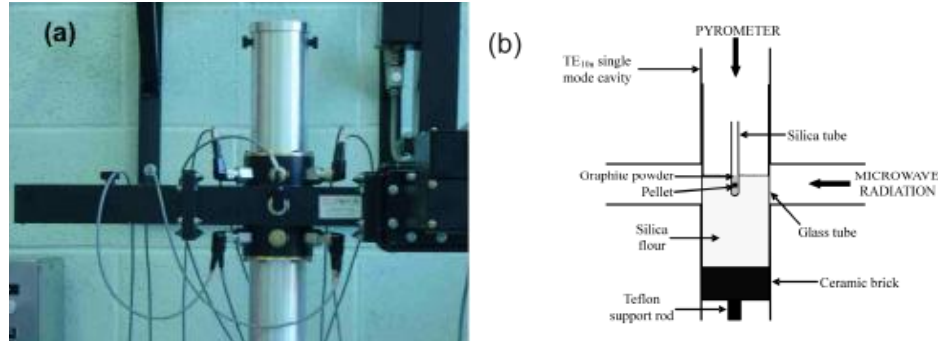 (a)
(b)
PYROMETER
TE10n single
mode cavity
Silica tube
Graphite powder
Pellet
MICROWAVE
RADIATION
Glass tube
Silica
flour
Ceramic brick
Teflon
support rod